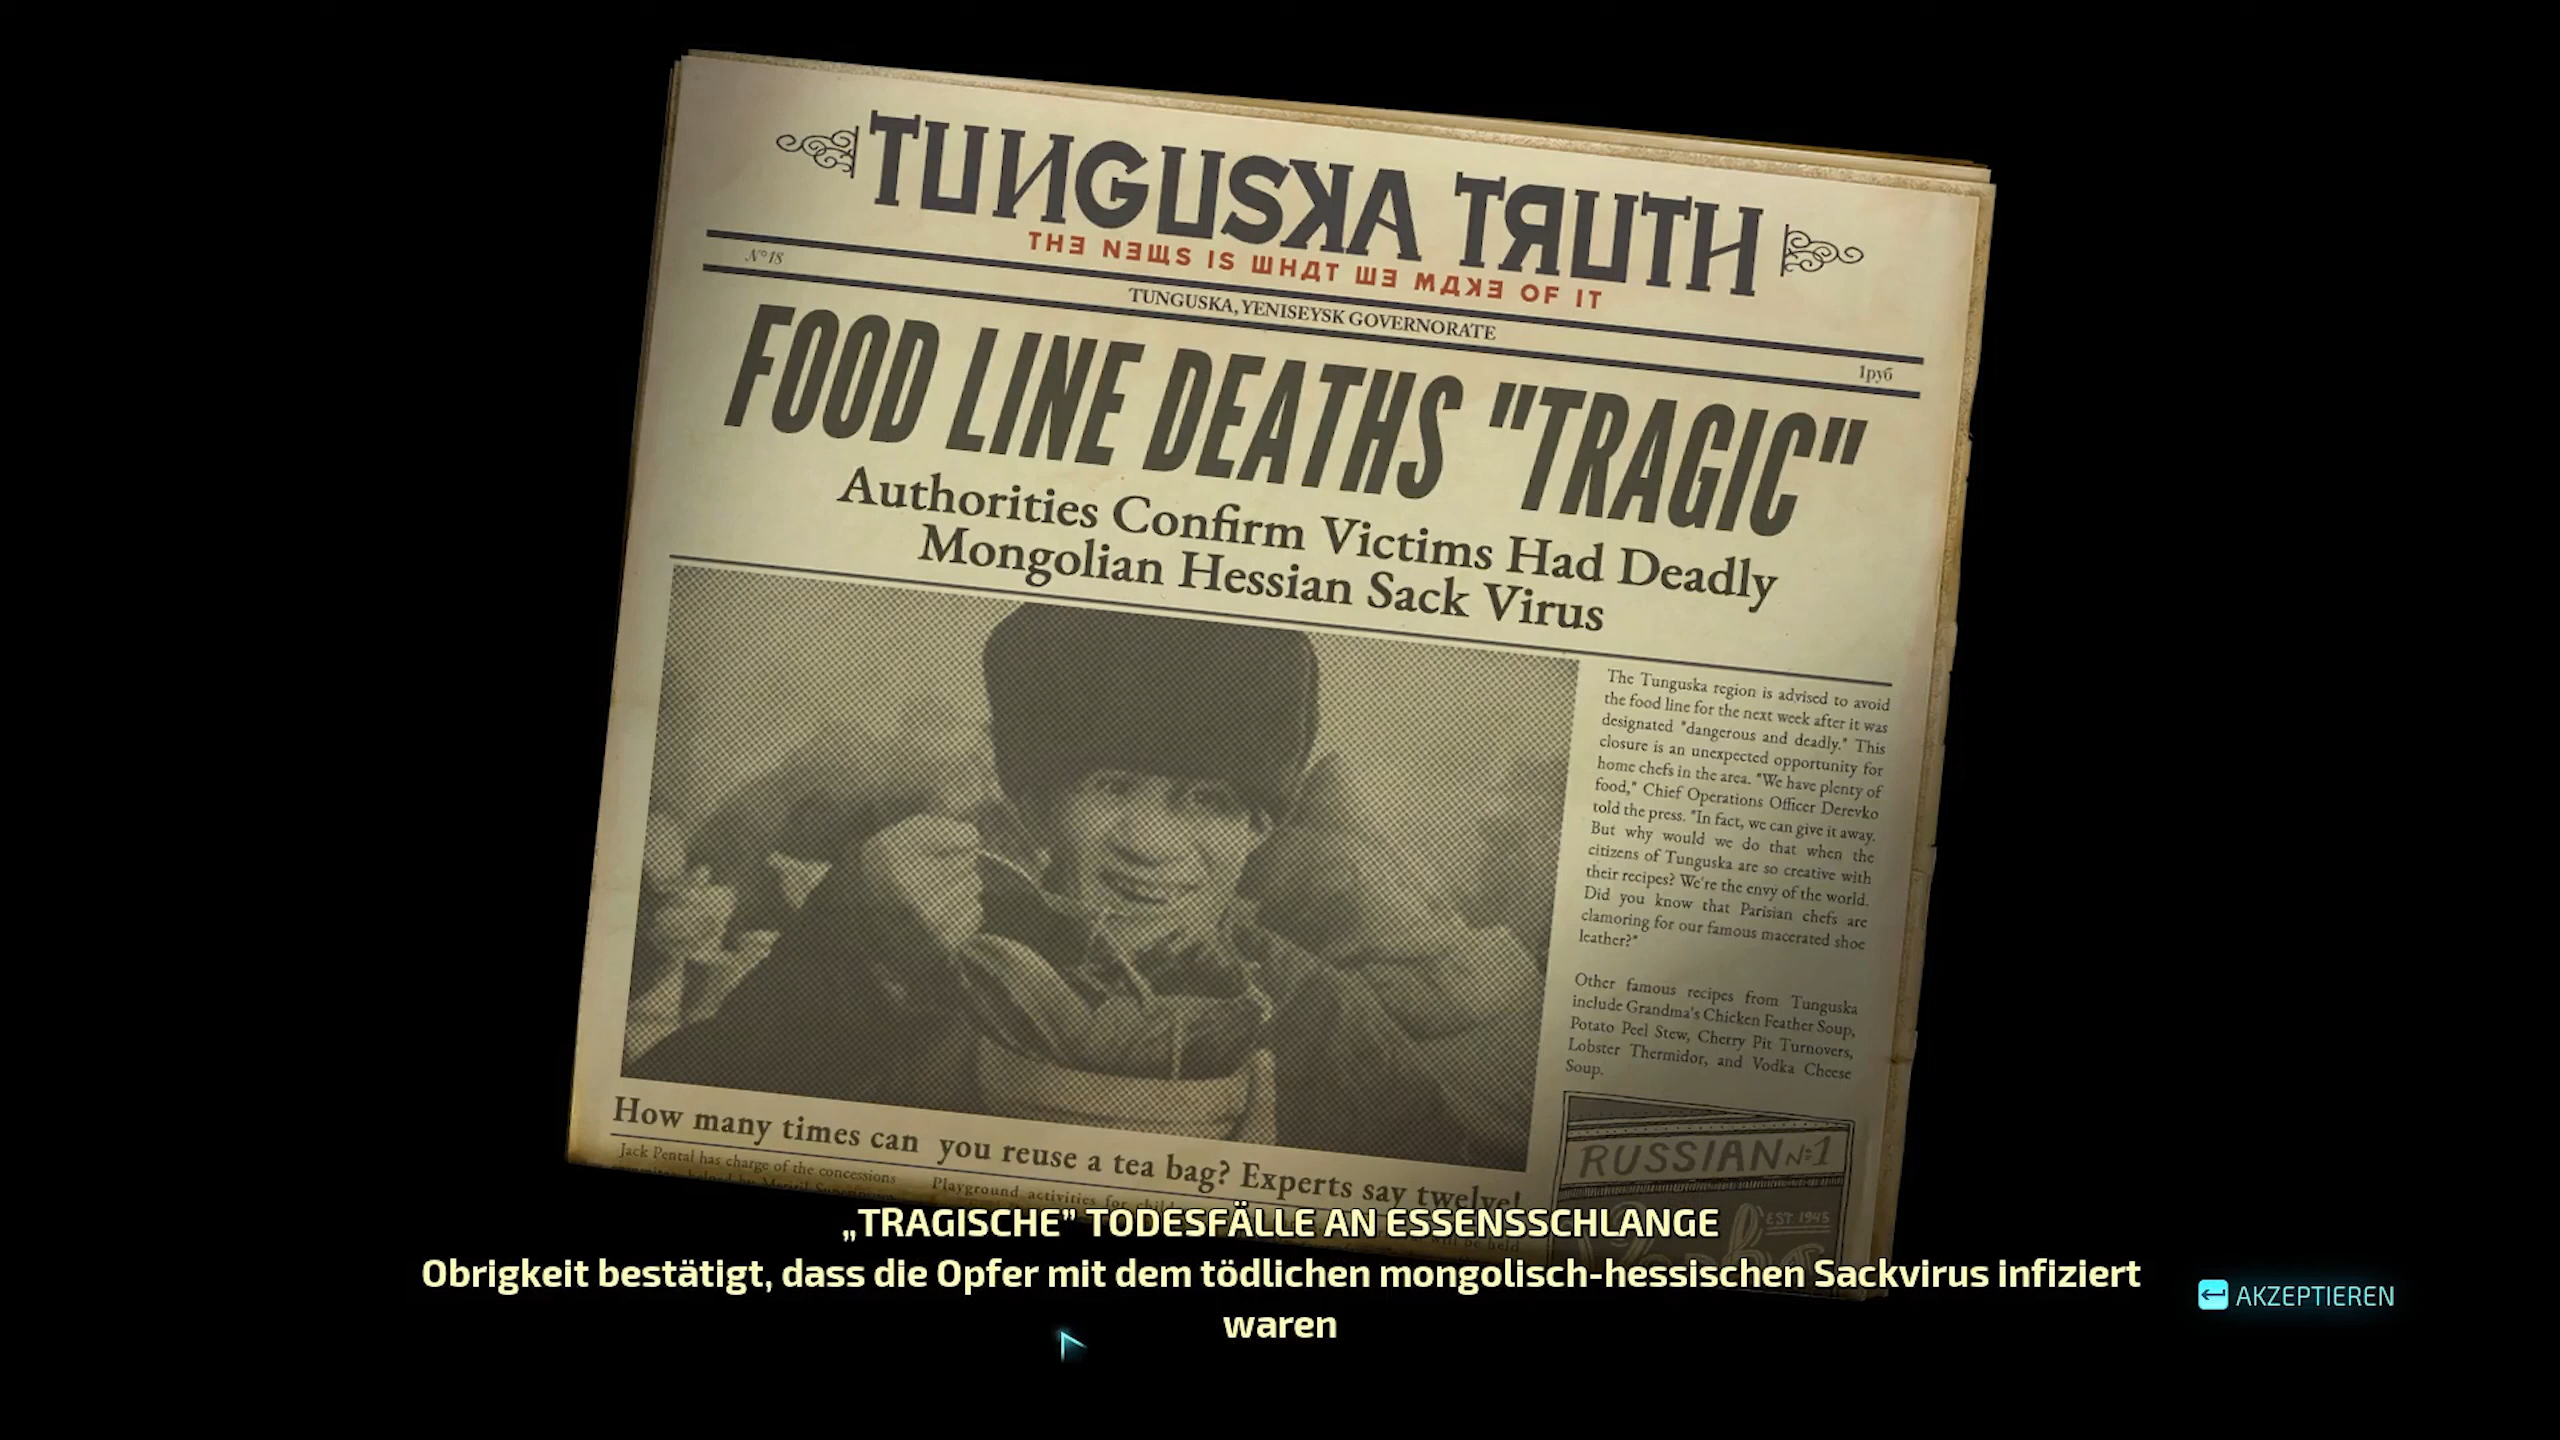 TUNGUSKA TRUTH
THE NEWS IS WHAT WE MAKE OF IT
N°18
TUNGUSKA, YENISEYSK GOVERNORATE
1руб
FOOD LINE DEATHS "TRAGIC"
Authorities Confirm Victims Had Deadly
Mongolian Hessian Sack Virus
The Tunguska region is advised to avoid
the food line for the next week after it was
designated "dangerous and deadly." This
closure is an unexpected opportunity for
home chefs in the area. "We have plenty of
food," Chief Operations Officer Derevko
told the press. "In fact, we can give it away.
But why would we do that when the
citizens of Tunguska are so creative with
their recipes? We're the envy of the world.
Did you know that Parisian chefs are
clamoring for our famous macerated shoe
leather?"
Other famous recipes from Tunguska
include Grandma's Chicken Feather Soup,
Potato Peel Stew, Cherry Pit Turnovers,
Lobster Thermidor, and Vodka Cheese
Soup.
How many times can you reuse a tea bag? Experts say twelve!
Jack Pental has charge of the concessions
Playground activities for
RUSSIAN N:1
EST. 1945
„TRAGISCHE” TODESFÄLLE AN ESSENSSCHLANGE
Obrigkeit bestätigt, dass die Opfer mit dem tödlichen mongolisch-hessischen Sackvirus infiziert
waren
AKZEPTIEREN